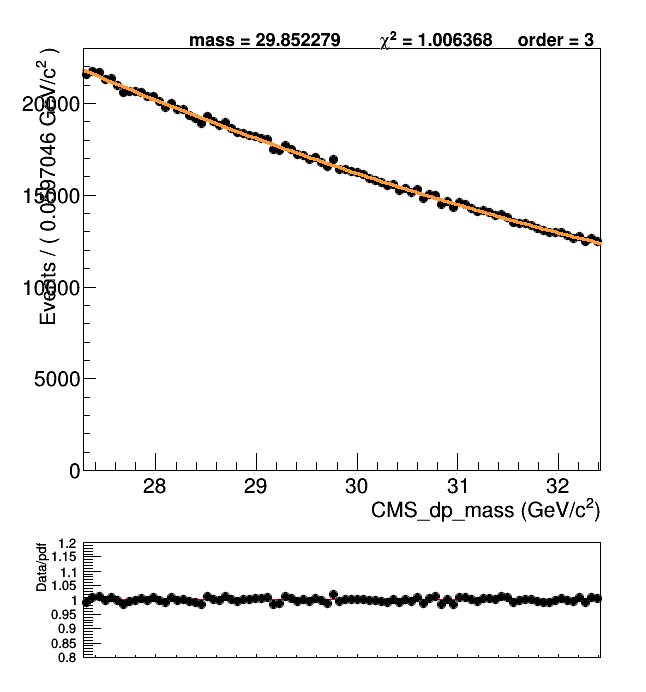 mass = 29.852279 χ² = 1.006368 order = 3
Events / ( 0.0597046 GeV/c² )
20000
15000
10000
5000
0
28 29 30 31 32
CMS_dp_mass (GeV/c²)
Data/pdf
1.2
1.15
1.1
1.05
1
0.95
0.9
0.85
0.8